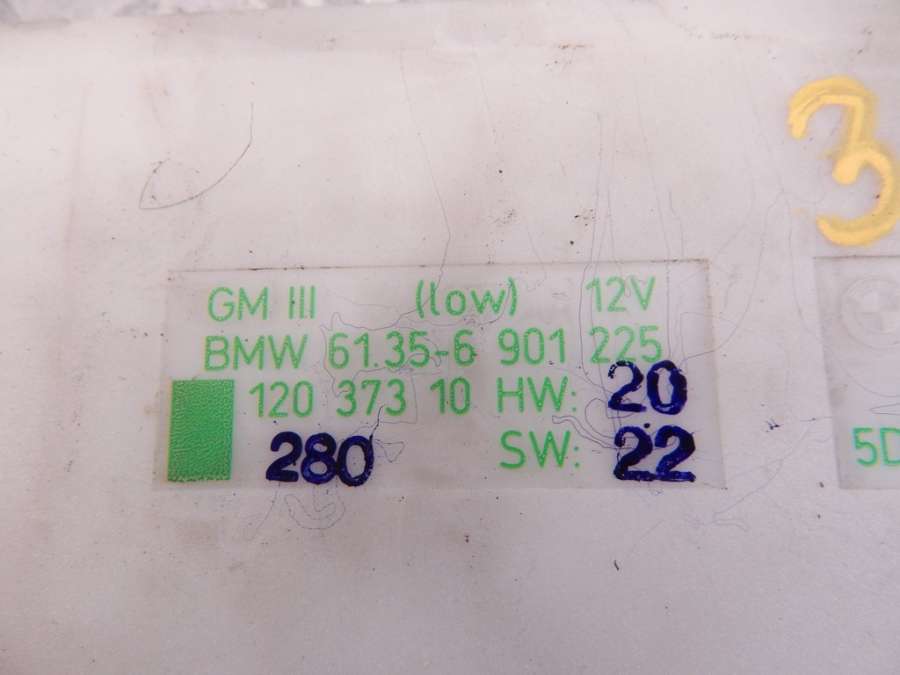 3
GM III (low) 12V
BMW 61.35-6 901 225
120 373 10 HW: 20
280 SW: 22
5D